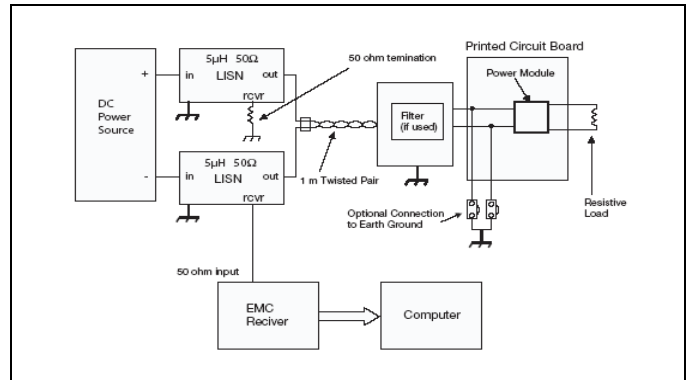 Printed Circuit Board
5µH 50Ω
LISN
in
out
rcvr
50 ohm temination
Power Module
+
DC
Power
Source
-
Filter
(if used)
5µH 50Ω
LISN
in
out
rcvr
1 m Twisted Pair
Optional Connection
to Earth Ground
Resistive
Load
50 ohm input
EMC
Reciver
Computer